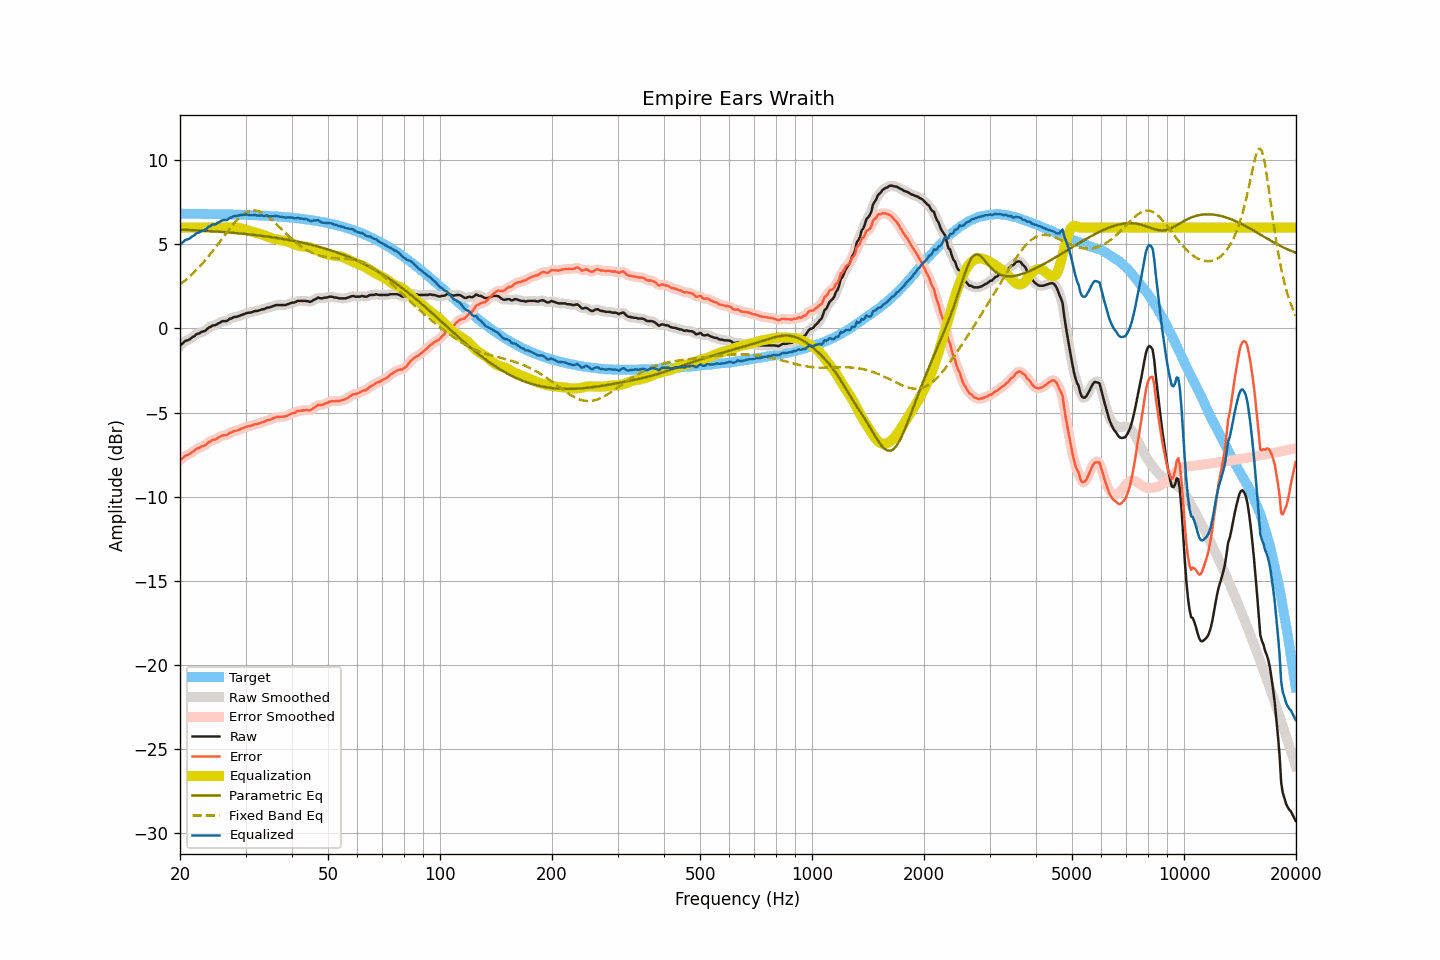 Empire Ears Wraith
Amplitude (dBr)
10
5
0
−5
−10
−15
−20
−25
−30
Target
Raw Smoothed
Error Smoothed
Raw
Error
Equalization
Parametric Eq
Fixed Band Eq
Equalized
20 50 100 200 500 1000 2000 5000 10000 20000
Frequency (Hz)